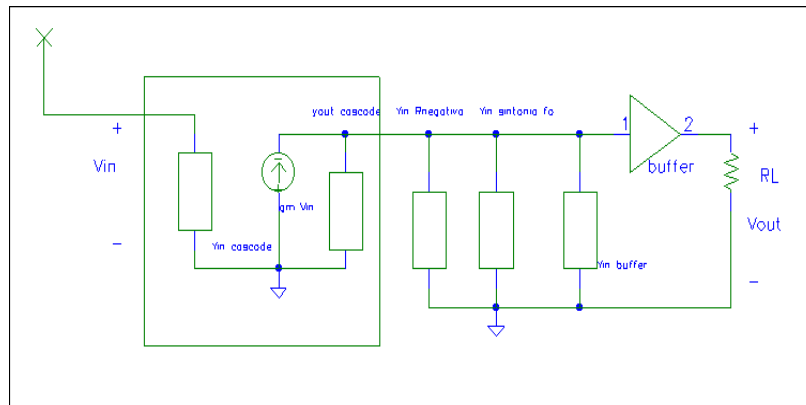 yout cascode
Yin Rnegativa
Yin sintonia fo
1
2
+
+
Vin
buffer
RL
gm Vin
Vout
Yin cascode
Yin buffer
-
-